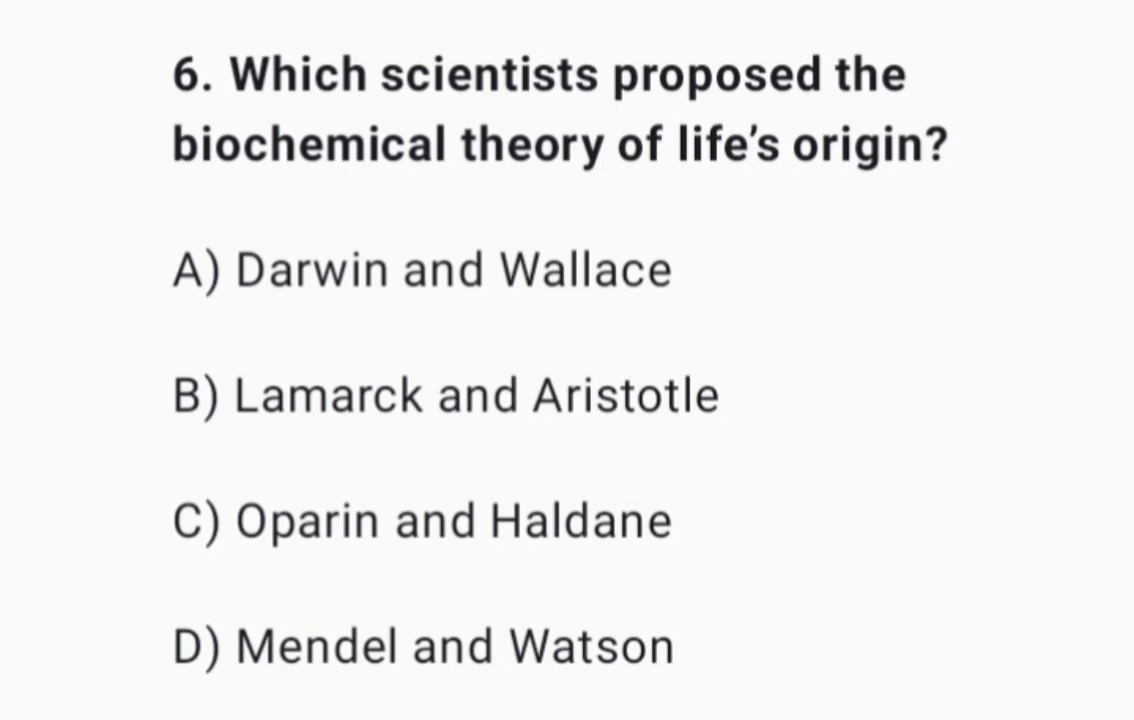 6. Which scientists proposed the
biochemical theory of life’s origin?
A) Darwin and Wallace
B) Lamarck and Aristotle
C) Oparin and Haldane
D) Mendel and Watson